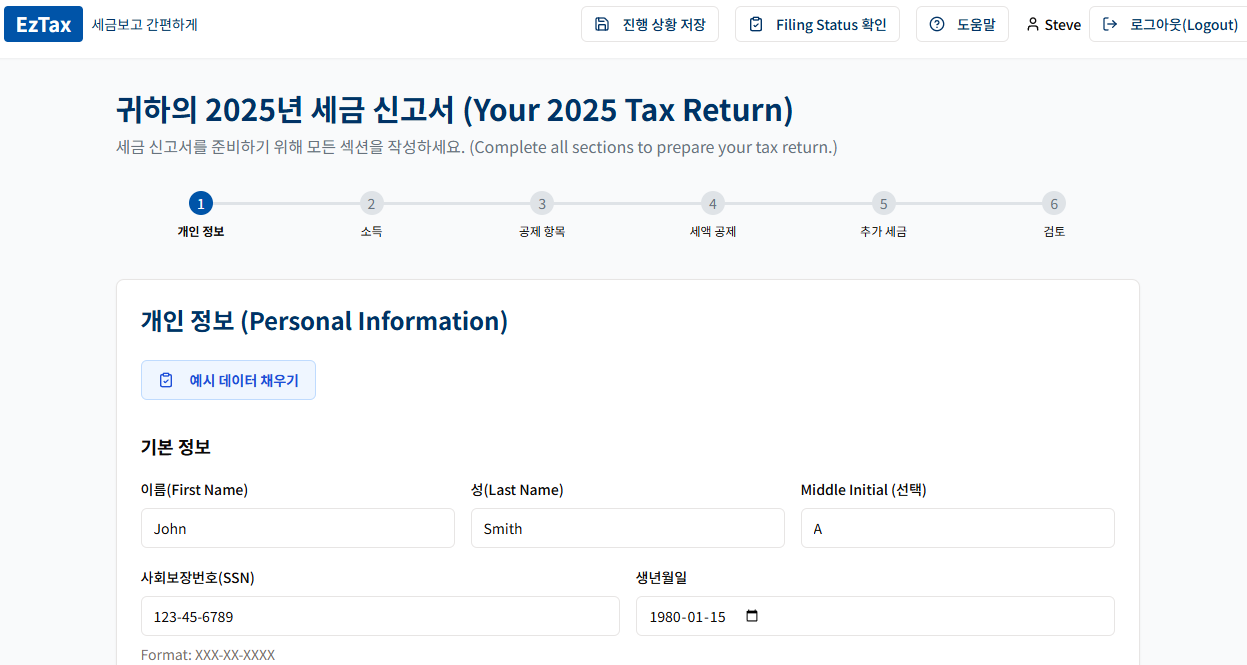 EzTax 세금보고 간편하게 진행 상황 저장 Filing Status 확인 도움말 Steve 로그아웃(Logout)
귀하의 2025년 세금 신고서 (Your 2025 Tax Return)
세금 신고서를 준비하기 위해 모든 섹션을 작성하세요. (Complete all sections to prepare your tax return.)
1 2 3 4 5 6
개인 정보 소득 공제 항목 세액 공제 추가 세금 검토
개인 정보 (Personal Information)
예시 데이터 채우기
기본 정보
이름(First Name) 성(Last Name) Middle Initial (선택)
John Smith A
사회보장번호(SSN) 생년월일
123-45-6789 1980-01-15
Format: XXX-XX-XXXX